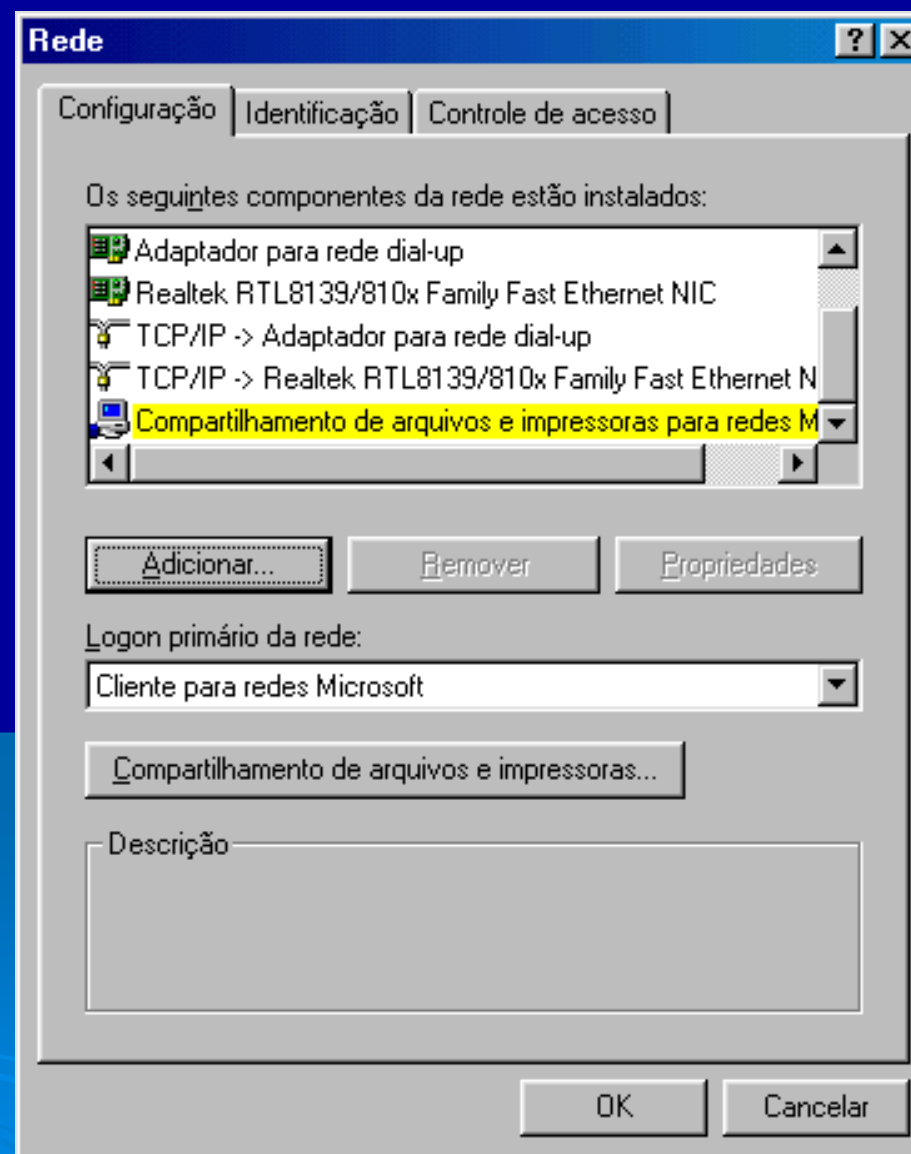 Rede
Configuração Identificação Controle de acesso
Os seguintes componentes da rede estão instalados:
Adaptador para rede dial-up
Realtek RTL8139/810x Family Fast Ethernet NIC
TCP/IP -> Adaptador para rede dial-up
TCP/IP -> Realtek RTL8139/810x Family Fast Ethernet N
Compartilhamento de arquivos e impressoras para redes M
Adicionar... Remover Propriedades
Logon primário da rede:
Cliente para redes Microsoft
Compartilhamento de arquivos e impressoras...
Descrição
OK Cancelar